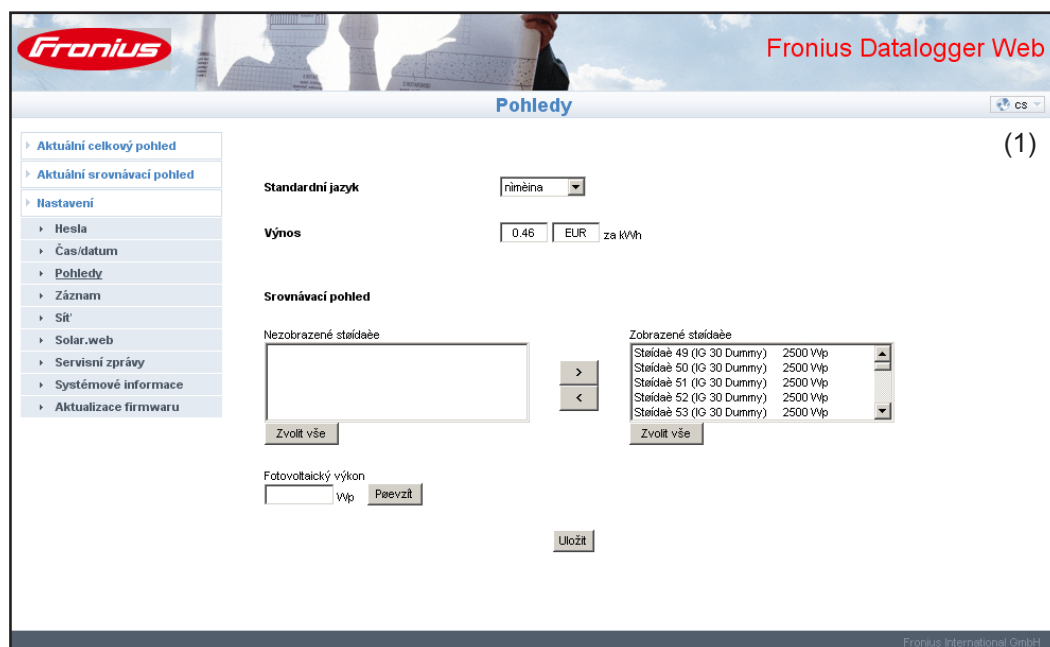 Fronius
Fronius Datalogger Web
Pohledy
cs
(1)
Aktuální celkový pohled
Aktuální srovnávací pohled
Nastavení
Hesla
Čas/datum
Pohledy
Záznam
Síť
Solar.web
Servisní zprávy
Systémové informace
Aktualizace firmwaru
Standardní jazyk nìmèina
Výnos 0.46 EUR za kWh
Srovnávací pohled
Nezobrazené støídaèe
Zvolit vše
>
<
Zobrazené støídaèe
Støídaè 49 (IG 30 Dummy) 2500 Wp
Støídaè 50 (IG 30 Dummy) 2500 Wp
Støídaè 51 (IG 30 Dummy) 2500 Wp
Støídaè 52 (IG 30 Dummy) 2500 Wp
Støídaè 53 (IG 30 Dummy) 2500 Wp
Zvolit vše
Fotovoltaický výkon
Wp Pøevzít
Uložit
Fronius International GmbH